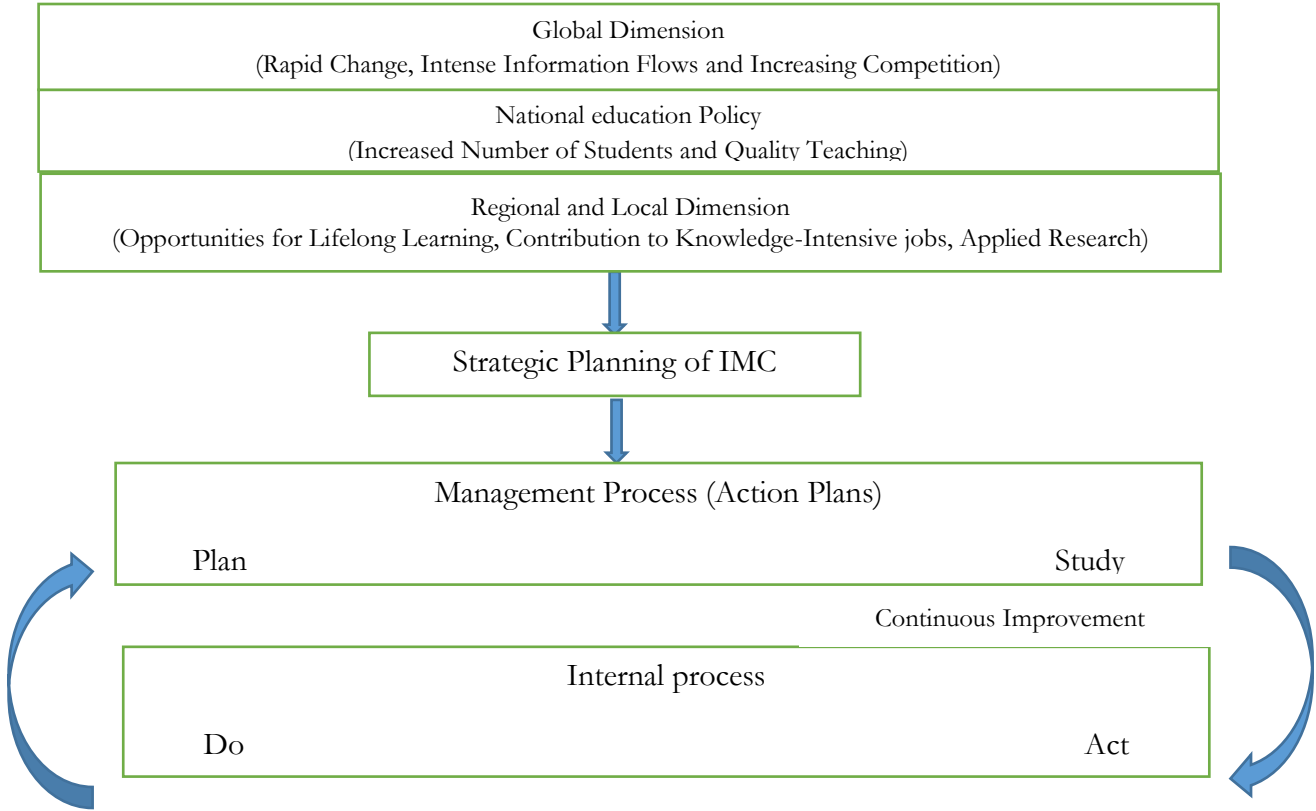 Global Dimension
(Rapid Change, Intense Information Flows and Increasing Competition)
National education Policy
(Increased Number of Students and Quality Teaching)
Regional and Local Dimension
(Opportunities for Lifelong Learning, Contribution to Knowledge-Intensive jobs, Applied Research)
Strategic Planning of IMC
Management Process (Action Plans)
Plan
Study
Continuous Improvement
Internal process
Do
Act